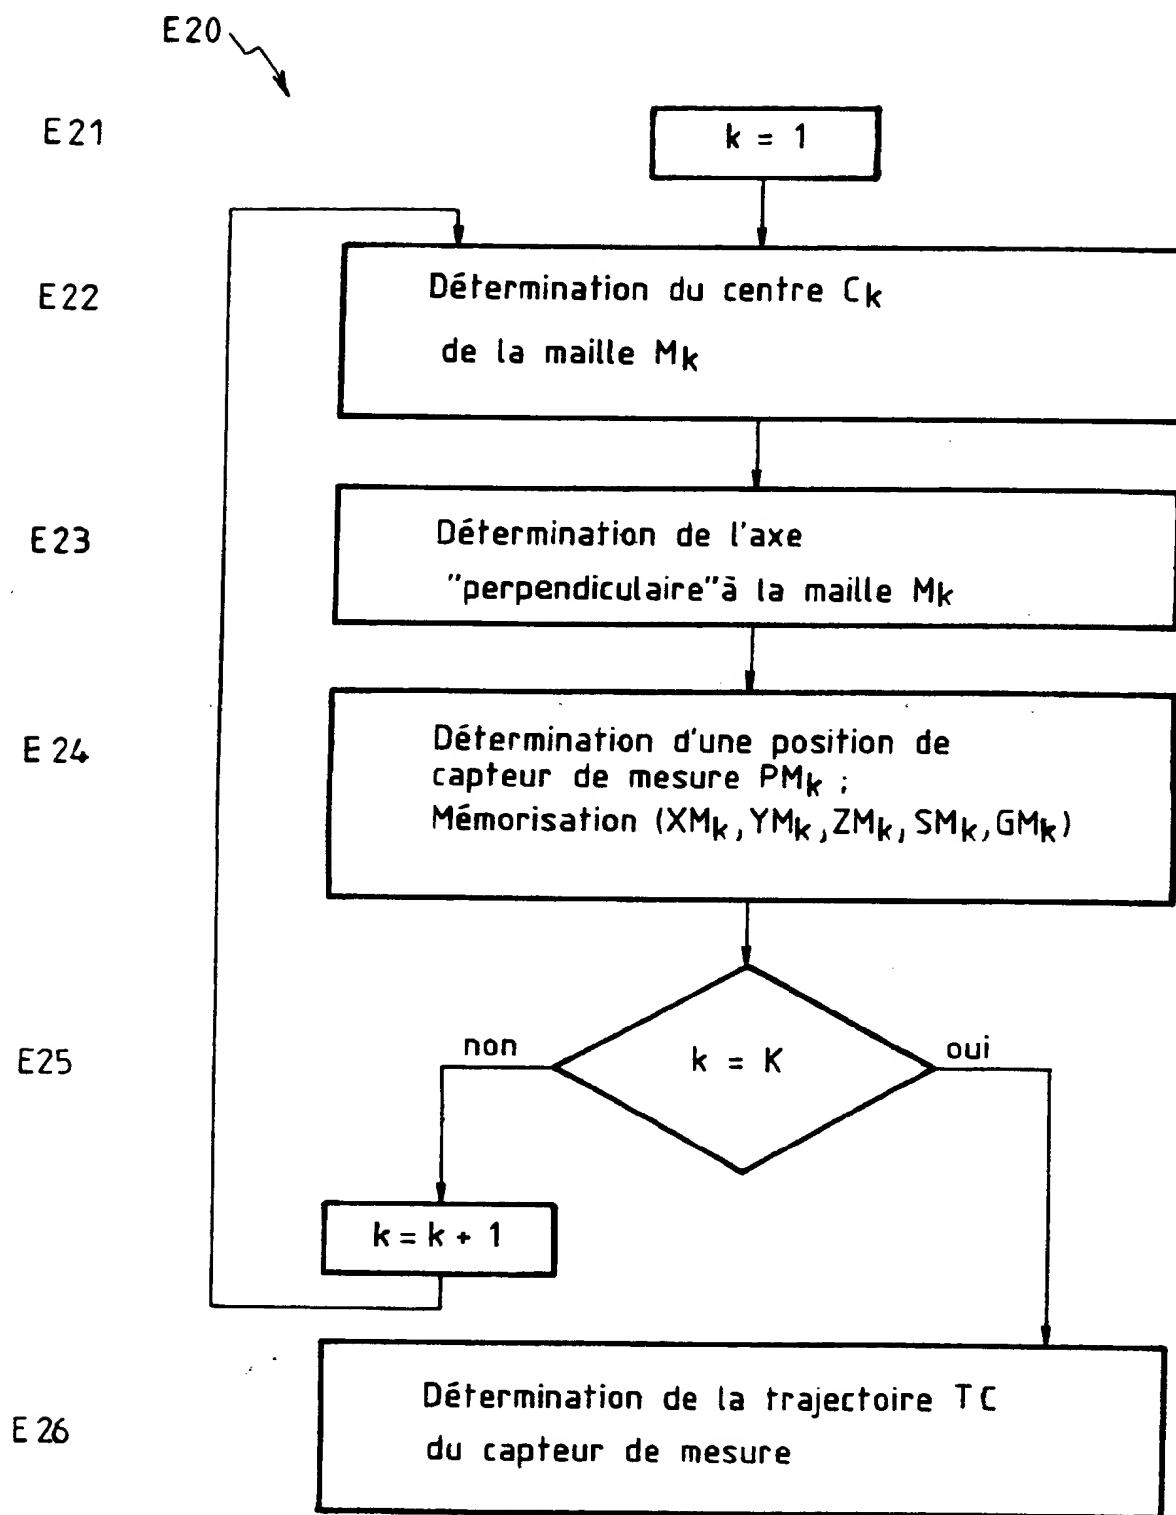 E20
E21
k = 1
E22
Détermination du centre Ck
de la maille Mk
E23
Détermination de l'axe
"perpendiculaire" à la maille Mk
E24
Détermination d'une position de
capteur de mesure PMk ;
Mémorisation (XMk, YMk, ZMk, SMk, GMk)
E25
non
k = K
oui
k = k + 1
E26
Détermination de la trajectoire TC
du capteur de mesure